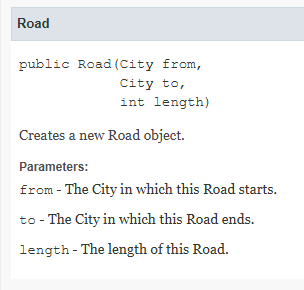 Road
public Road(City from,
City to,
int length)
Creates a new Road object.
Parameters:
from - The City in which this Road starts.
to - The City in which this Road ends.
length - The length of this Road.